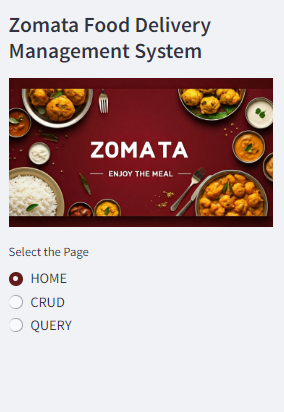 Zomata Food Delivery
Management System
ZOMATA
ENJOY THE MEAL
Select the Page
HOME
CRUD
QUERY